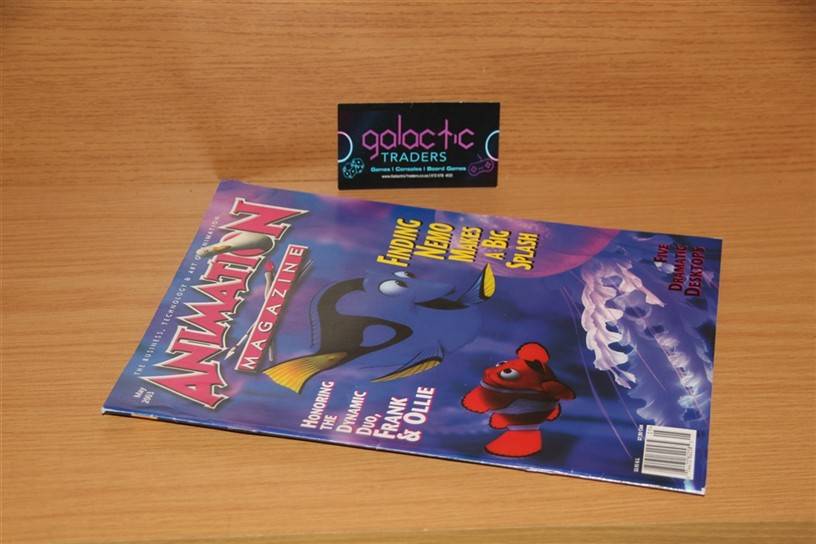 galactic
TRADERS
Games | Consoles | Board Games
THE BUSINESS, TECHNOLOGY & ART OF ANIMATION
ANIMATION
MAGAZINE
May
2003
FINDING
NEMO
MAKES
A BIG
SPLASH
FIVE
DRAMATIC
DESKTOPS
HONORING
THE
DYNAMIC
DUO,
FRANK
& OLLIE